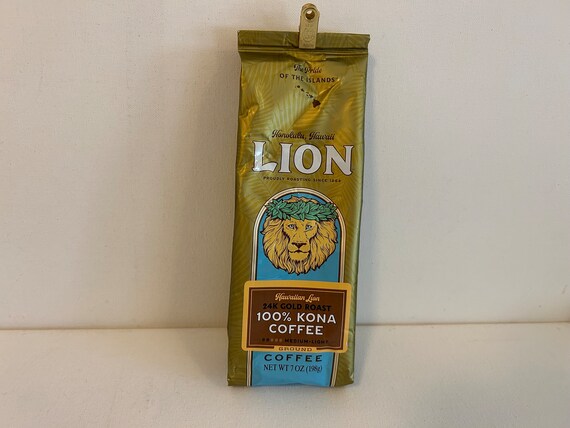 The Pride
OF THE ISLANDS
Honolulu, Hawaii
LION
PROUDLY ROASTING SINCE 1864
Hawaiian Lion
24K GOLD ROAST
100% KONA
COFFEE
MEDIUM-LIGHT
GROUND
COFFEE
NET WT 7 OZ (198g)